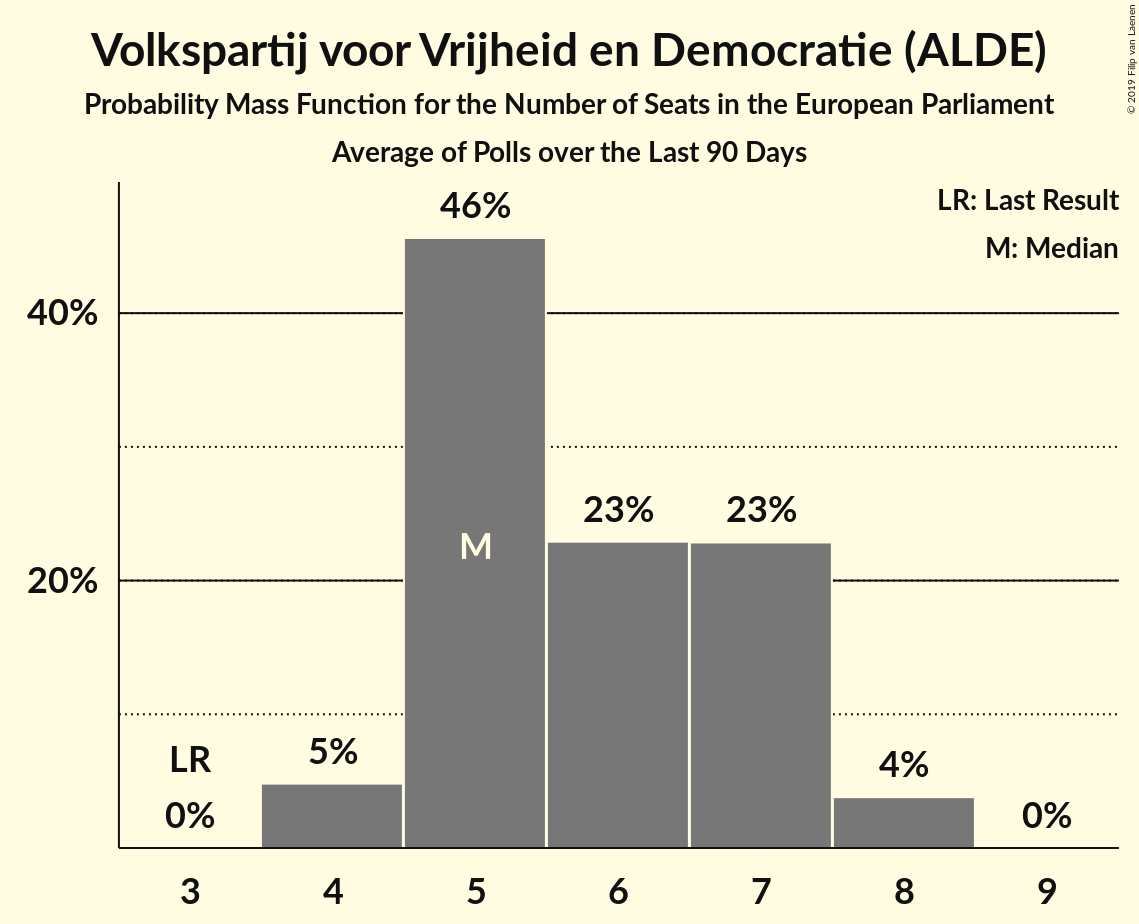 Volkspartij voor Vrijheid en Democratie (ALDE)
Probability Mass Function for the Number of Seats in the European Parliament
Average of Polls over the Last 90 Days
© 2019 Filip van Laenen
LR: Last Result
M: Median
40%
20%
LR
0%
5%
46%
M
23%
23%
4%
0%
3
4
5
6
7
8
9